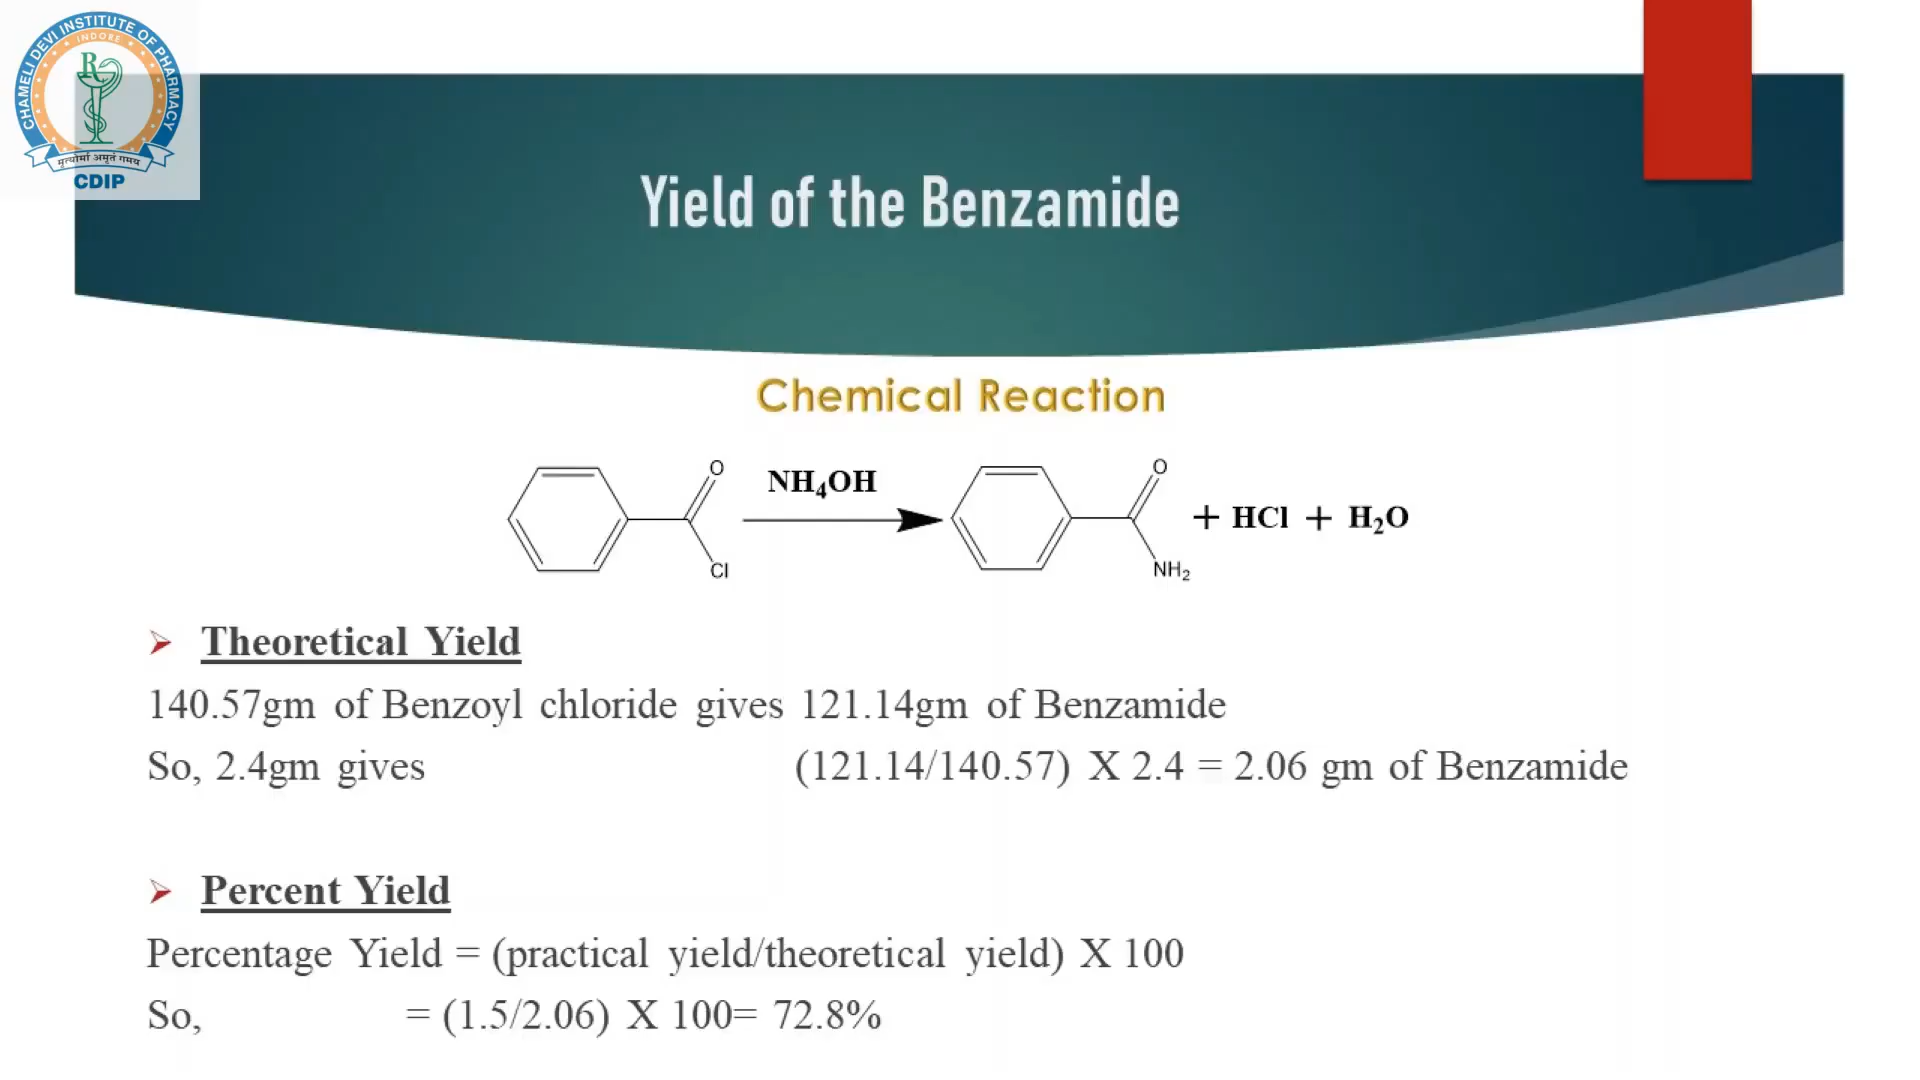 CHAMELI DEVI INSTITUTE OF PHARMACY
INDORE
R
मृत्योर्मा अमृतं गमय
CDIP
Yield of the Benzamide
Chemical Reaction
O
Cl
NH₄OH
O
NH₂
+ HCl + H₂O
➢ Theoretical Yield
140.57gm of Benzoyl chloride gives 121.14gm of Benzamide
So, 2.4gm gives (121.14/140.57) X 2.4 = 2.06 gm of Benzamide
➢ Percent Yield
Percentage Yield = (practical yield/theoretical yield) X 100
So, = (1.5/2.06) X 100= 72.8%